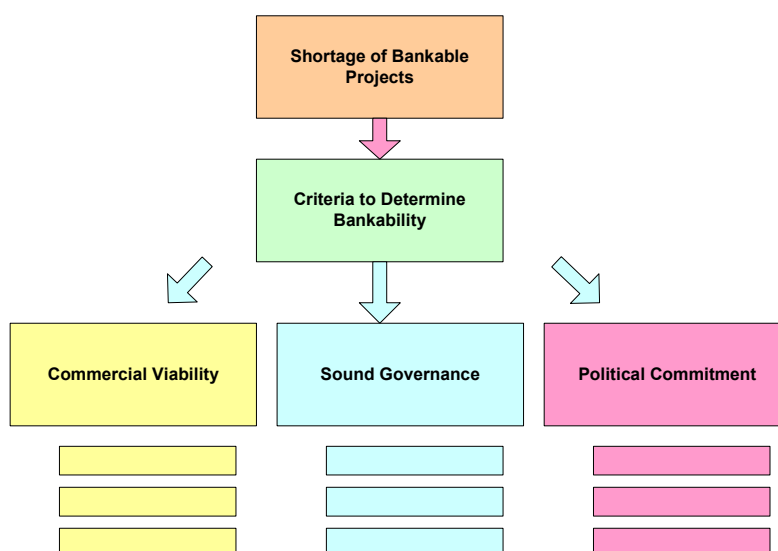 Shortage of Bankable
Projects
Criteria to Determine
Bankability
Commercial Viability
Sound Governance
Political Commitment